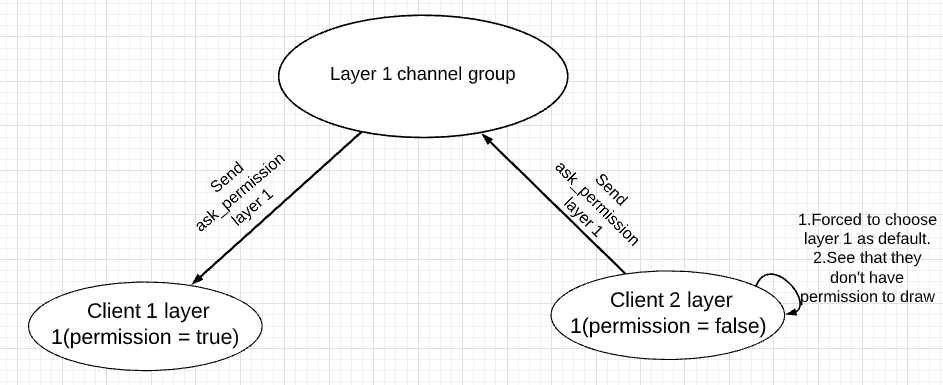 Layer 1 channel group
Send
ask_permission
layer 1
Send
ask_permission
layer 1
1.Forced to choose
layer 1 as default.
2.See that they
don't have
permission to draw
Client 1 layer
1(permission = true)
Client 2 layer
1(permission = false)